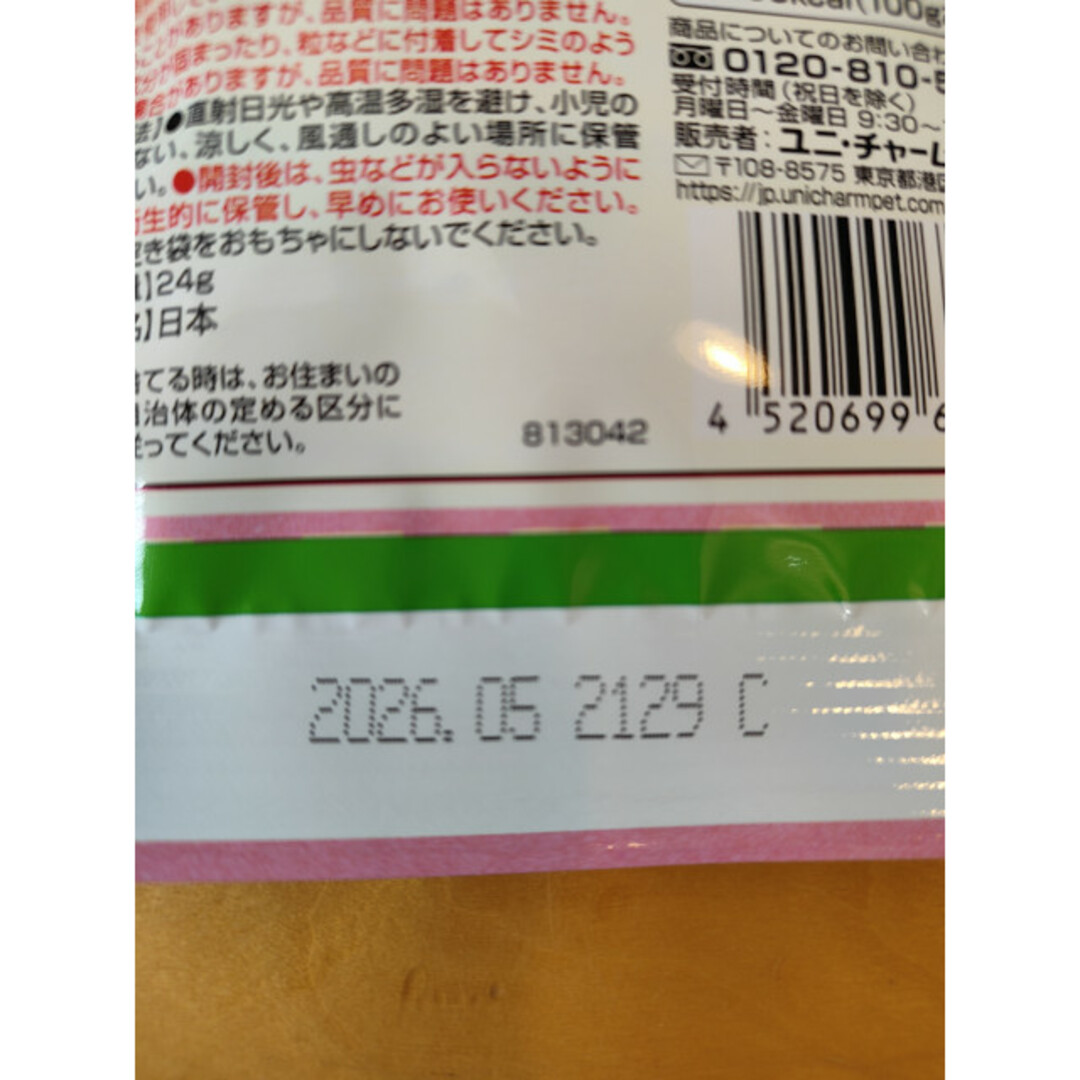 ことがありますが、品質に問題はありません。
が固まったり、粒などに付着してシミのよう
がありますが、品質に問題はありません。
法】●直射日光や高温多湿を避け、小児の
ない、涼しく、風通しのよい場所に保管
い。●開封後は、虫などが入らないように
生的に保管し、早めにお使いください。
き袋をおもちゃにしないでください。
】24g
】日本
てる時は、お住まいの
治体の定める区分に
ってください。
813042
kcal(100g
商品についてのお問い合わ
0120-810-5
受付時間(祝日を除く)
月曜日~金曜日 9:30~
販売者:ユニ・チャーム
〒108-8575 東京都港区
https://jp.unicharmpet.com
4 520699 6
2026.05 2129 C